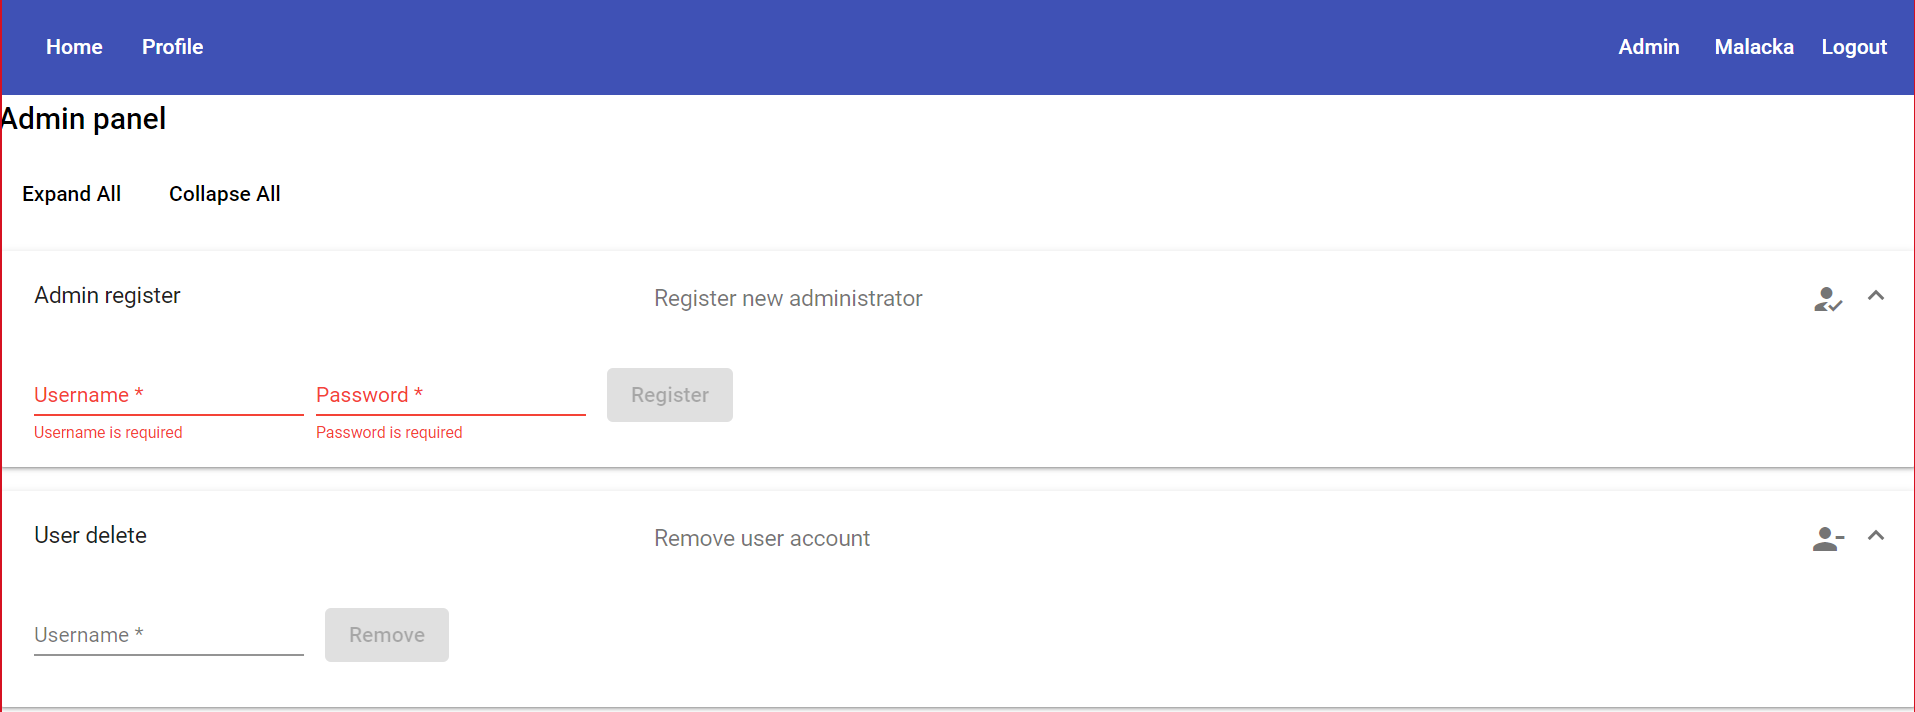 Home Profile Admin Malacka Logout
Admin panel
Expand All Collapse All
Admin register Register new administrator
Username * Password * Register
Username is required Password is required
User delete Remove user account
Username * Remove